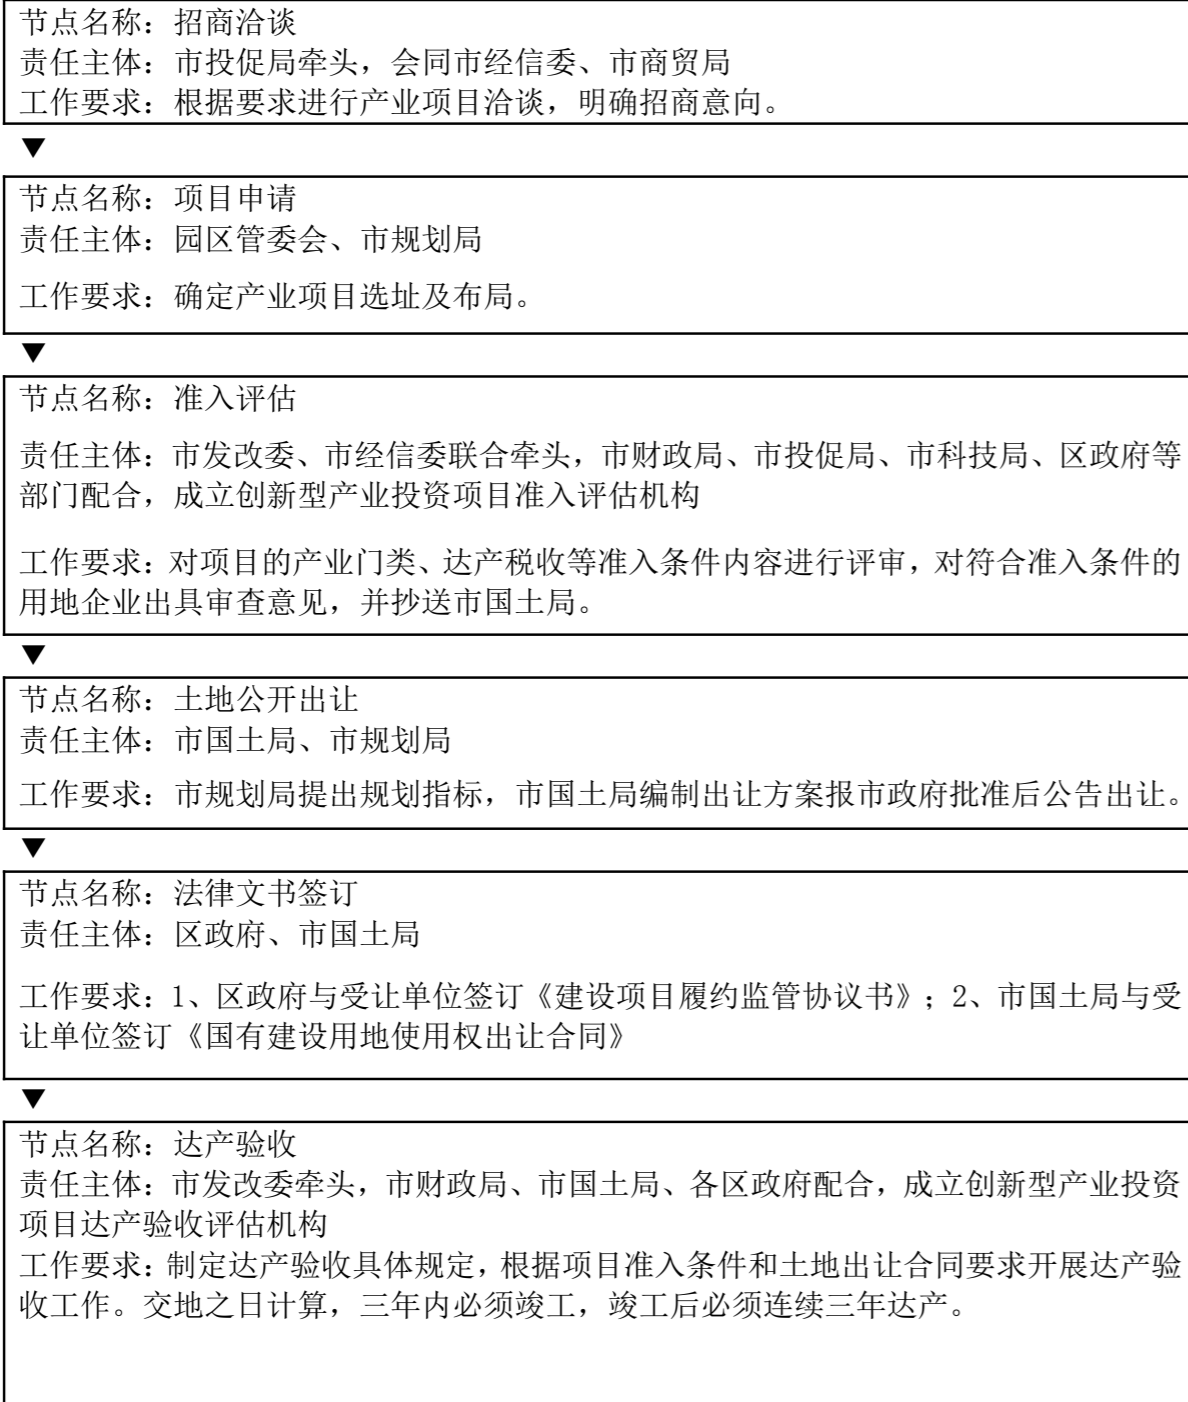 节点名称：招商洽谈
责任主体：市投促局牵头，会同市经信委、市商贸局
工作要求：根据要求进行产业项目洽谈，明确招商意向。
▼
节点名称：项目申请
责任主体：园区管委会、市规划局
工作要求：确定产业项目选址及布局。
▼
节点名称：准入评估
责任主体：市发改委、市经信委联合牵头，市财政局、市投促局、市科技局、区政府等
部门配合，成立创新型产业投资项目准入评估机构
工作要求：对项目的产业门类、达产税收等准入条件内容进行评审，对符合准入条件的
用地企业出具审查意见，并抄送市国土局。
▼
节点名称：土地公开出让
责任主体：市国土局、市规划局
工作要求：市规划局提出规划指标，市国土局编制出让方案报市政府批准后公告出让。
▼
节点名称：法律文书签订
责任主体：区政府、市国土局
工作要求：1、区政府与受让单位签订《建设项目履约监管协议书》；2、市国土局与受
让单位签订《国有建设用地使用权出让合同》
▼
节点名称：达产验收
责任主体：市发改委牵头，市财政局、市国土局、各区政府配合，成立创新型产业投资
项目达产验收评估机构
工作要求：制定达产验收具体规定，根据项目准入条件和土地出让合同要求开展达产验
收工作。交地之日计算，三年内必须竣工，竣工后必须连续三年达产。